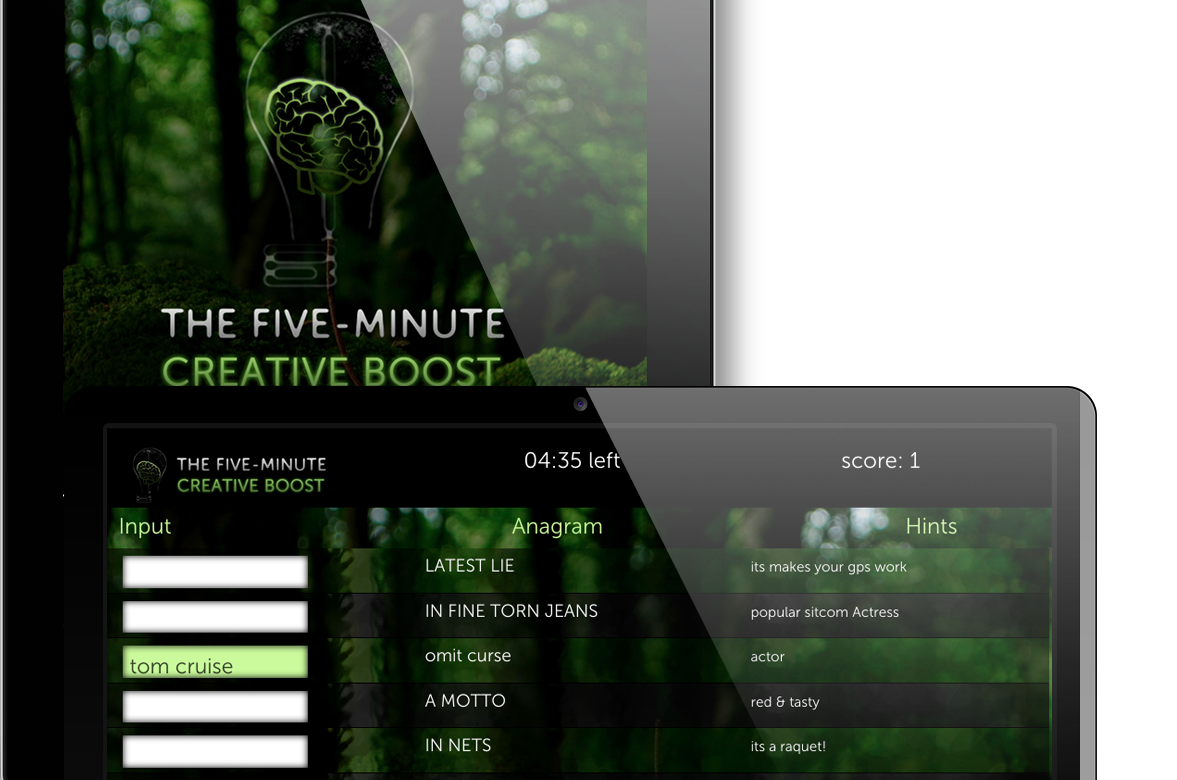 THE FIVE-MINUTE
CREATIVE BOOST
THE FIVE-MINUTE
CREATIVE BOOST
04:35 left
score: 1
Input
Anagram
Hints
LATEST LIE
its makes your gps work
IN FINE TORN JEANS
popular sitcom Actress
tom cruise
omit curse
actor
A MOTTO
red & tasty
IN NETS
its a raquet!